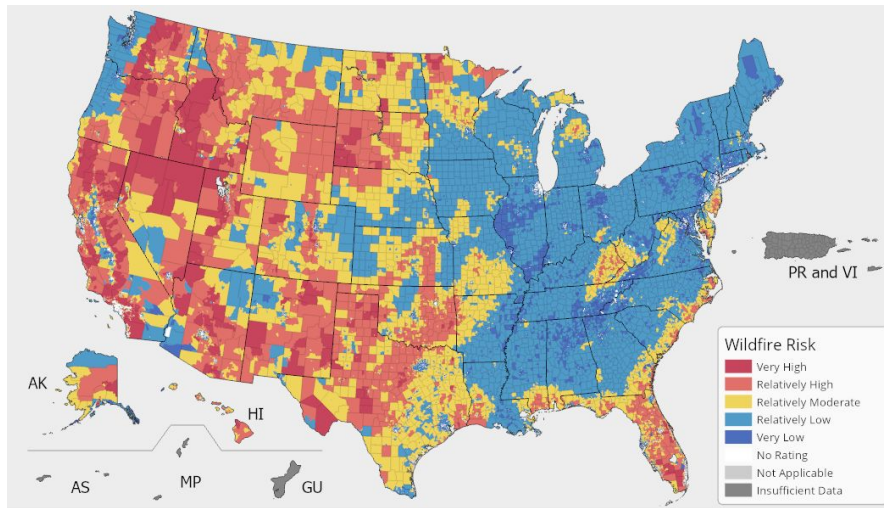 PR and VI
Wildfire Risk
Very High
Relatively High
Relatively Moderate
Relatively Low
Very Low
No Rating
Not Applicable
Insufficient Data
AK
HI
AS
MP
GU